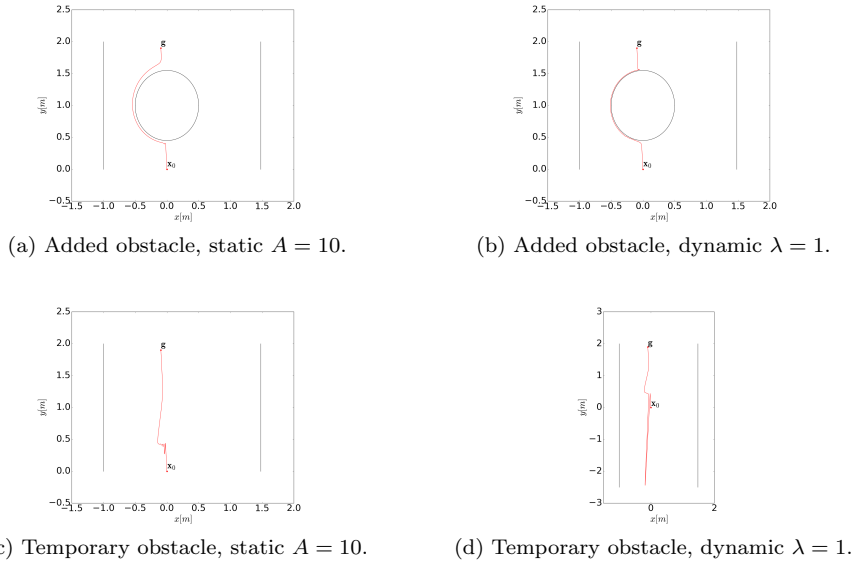 2.5
2.0
1.5
1.0
0.5
0.0
−0.5
−1.5 −1.0 −0.5 0.0 0.5 1.0 1.5 2.0
x[m]
y[m]
g
x₀
(a) Added obstacle, static A = 10.
2.5
2.0
1.5
1.0
0.5
0.0
−0.5
−1.5 −1.0 −0.5 0.0 0.5 1.0 1.5 2.0
x[m]
y[m]
g
x₀
(b) Added obstacle, dynamic λ = 1.
2.5
2.0
1.5
1.0
0.5
0.0
−0.5
−1.5 −1.0 −0.5 0.0 0.5 1.0 1.5 2.0
x[m]
y[m]
g
x₀
c) Temporary obstacle, static A = 10.
3
2
1
0
−1
−2
−3
0 2
x[m]
y[m]
g
x₀
(d) Temporary obstacle, dynamic λ = 1.